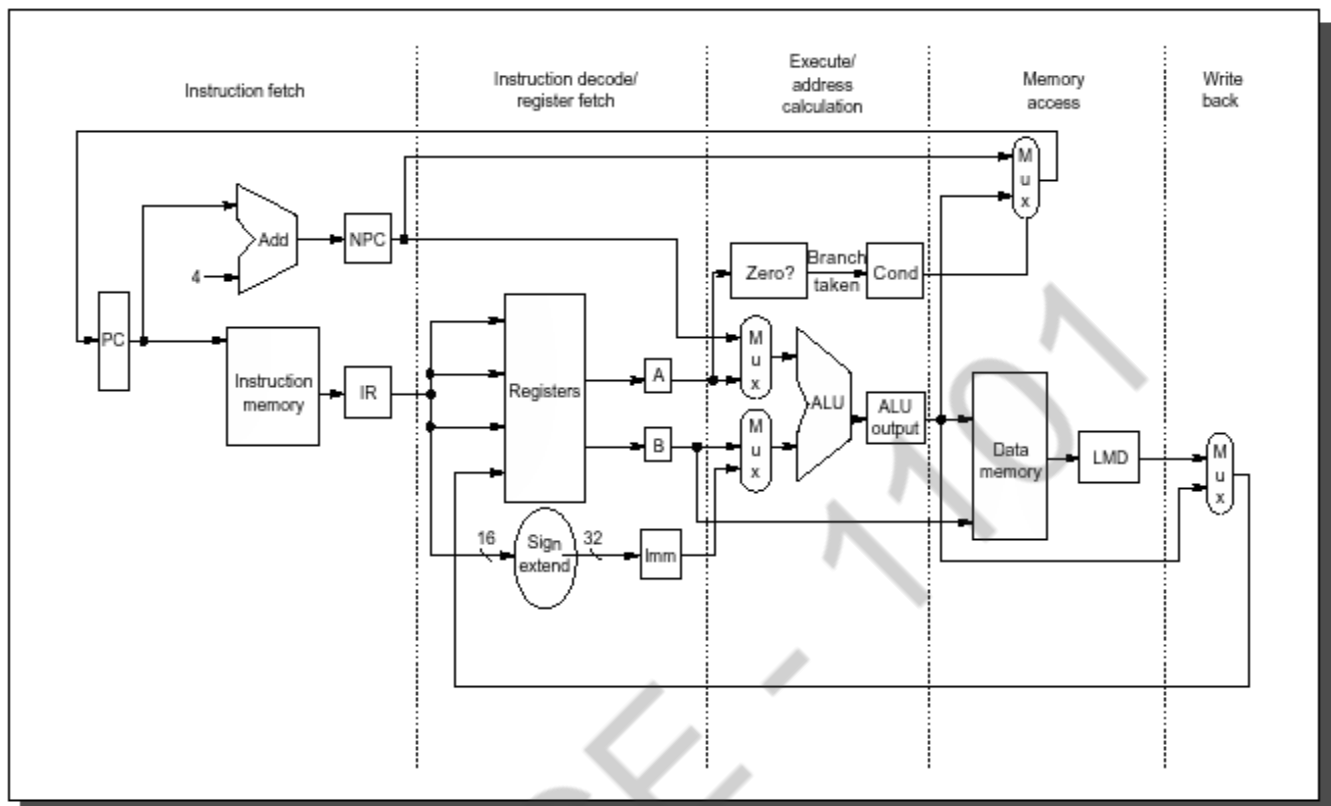 Instruction fetch
Instruction decode/
register fetch
Execute/
address
calculation
Memory
access
Write
back
M
u
x
Add
NPC
4
Zero?
Branch
taken
Cond
PC
Instruction
memory
IR
Registers
A
B
M
u
x
M
u
x
ALU
ALU
output
Data
memory
LMD
M
u
x
16
Sign
extend
32
Imm
E - 1101